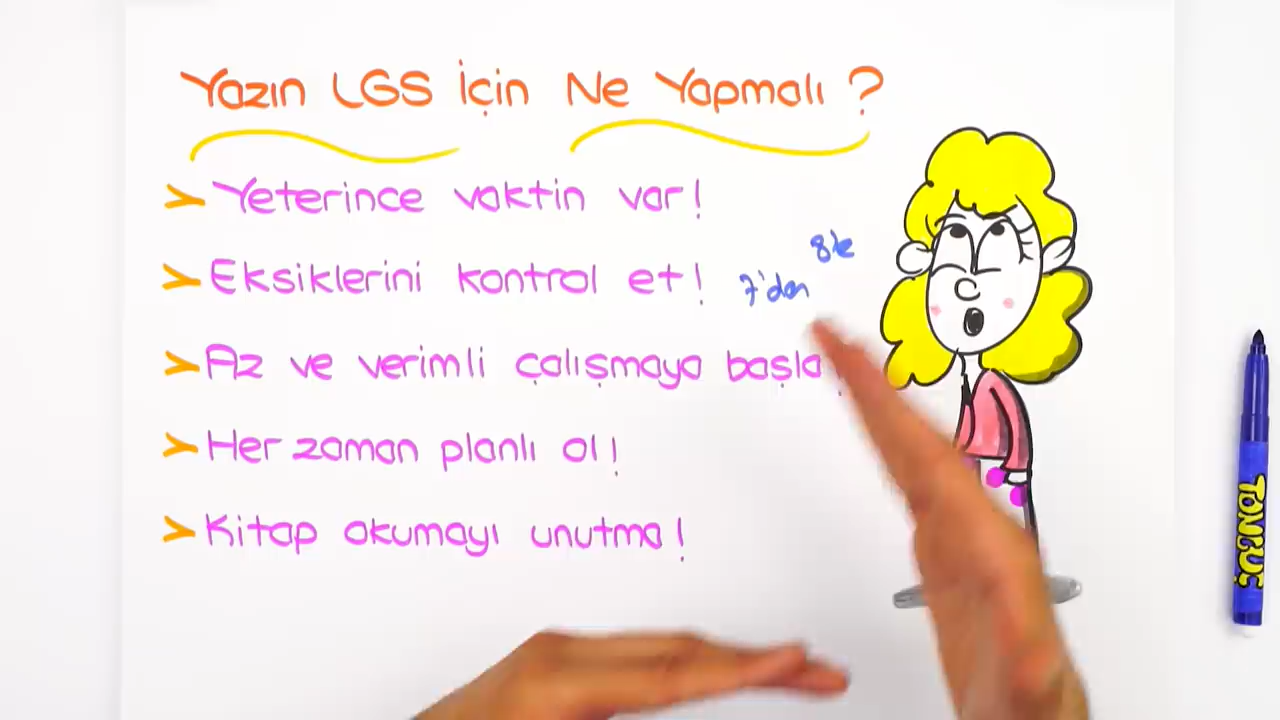 Yazın LGS İçin Ne Yapmalı ?
➤ Yeterince vaktin var!
➤ Eksiklerini kontrol et!
7'den 8'e
➤ Az ve verimli çalışmaya başla!
➤ Her zaman planlı ol!
➤ Kitap okumayı unutma!
TONGUÇ